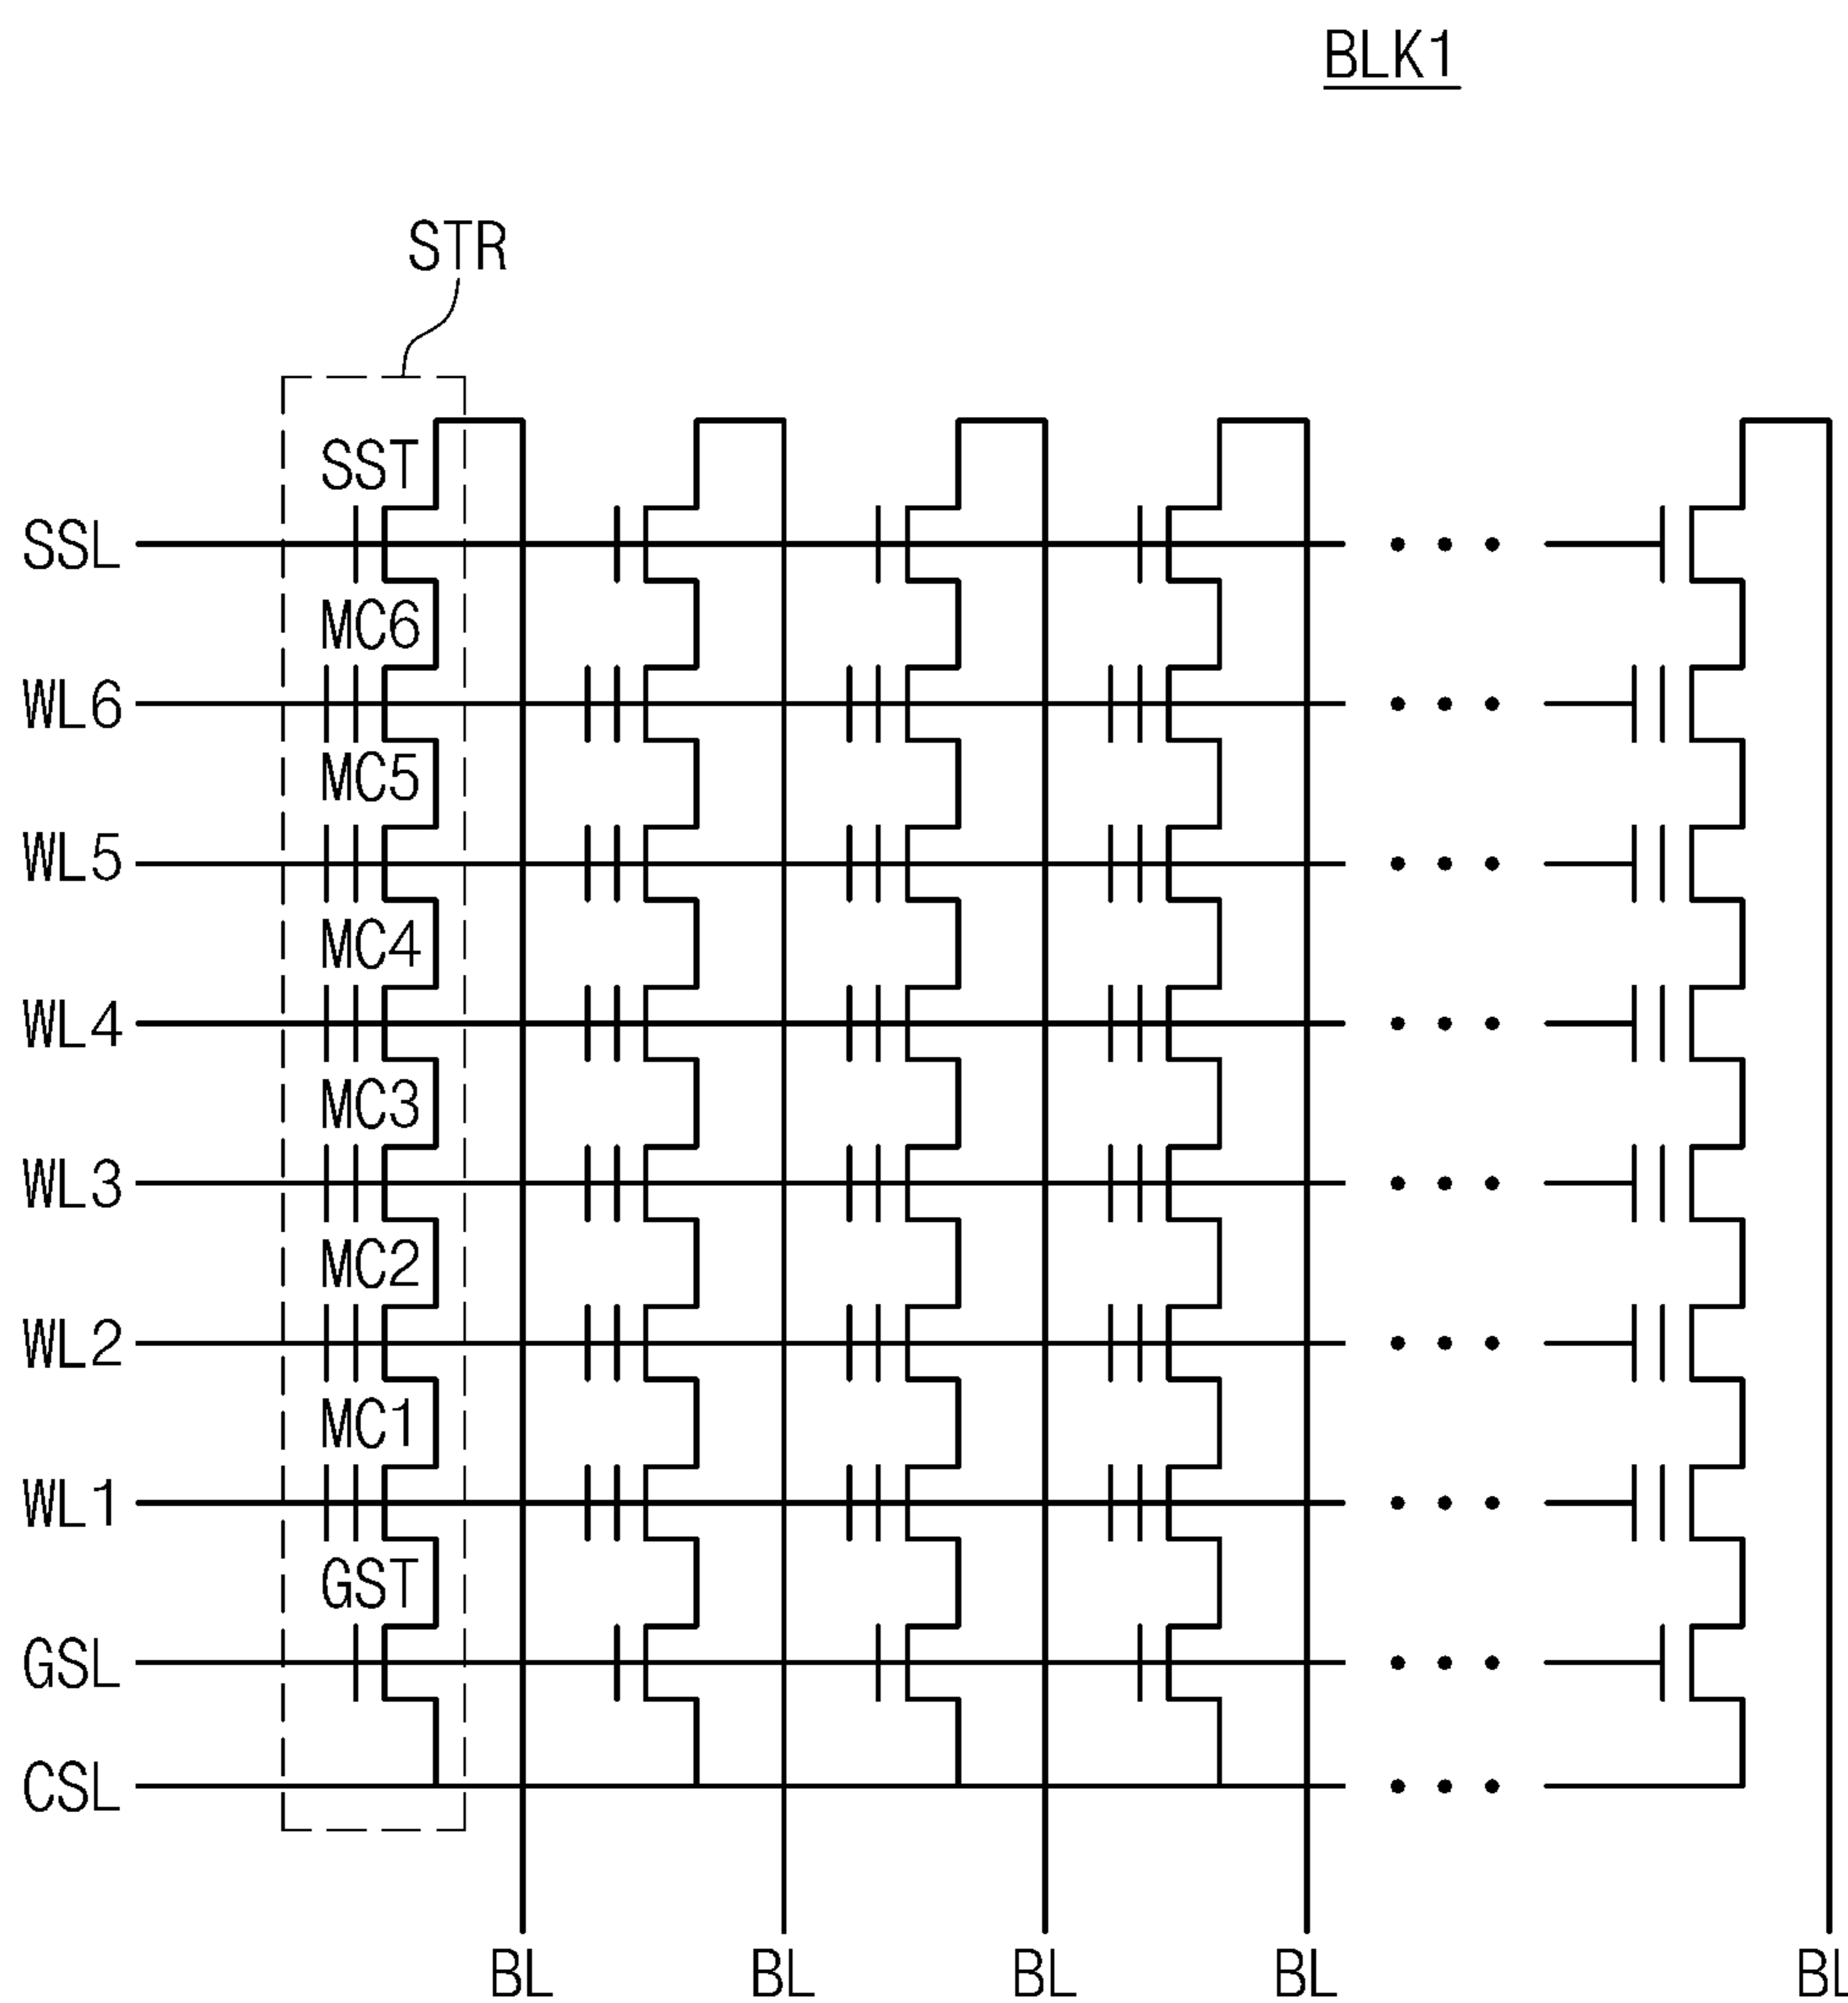 BLK1
STR
SST
SSL
MC6
WL6
MC5
WL5
MC4
WL4
MC3
WL3
MC2
WL2
MC1
WL1
GST
GSL
CSL
BL BL BL BL BL